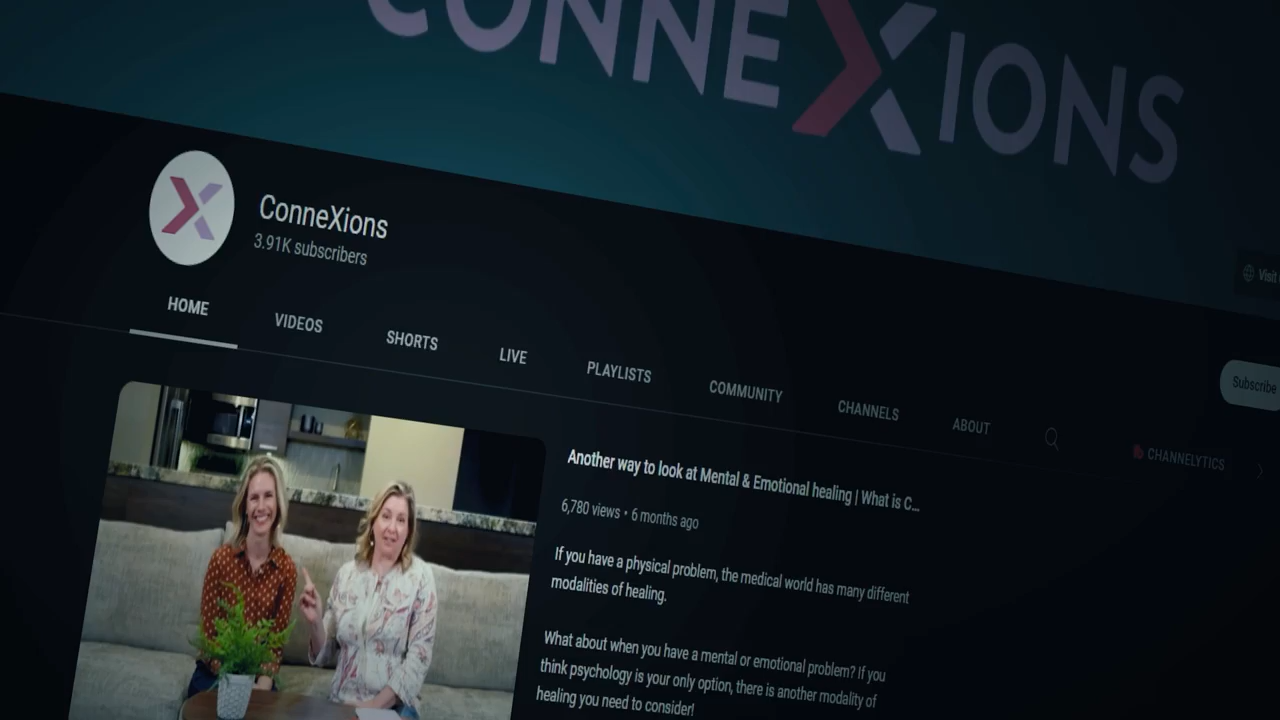 CONNEXIONS
Visit
ConneXions
3.91K subscribers
Subscribe
HOME VIDEOS SHORTS LIVE PLAYLISTS COMMUNITY CHANNELS ABOUT CHANNELYTICS
Another way to look at Mental & Emotional healing | What is C...
6,780 views • 6 months ago
If you have a physical problem, the medical world has many different
modalities of healing.
What about when you have a mental or emotional problem? If you
think psychology is your only option, there is another modality of
healing you need to consider!